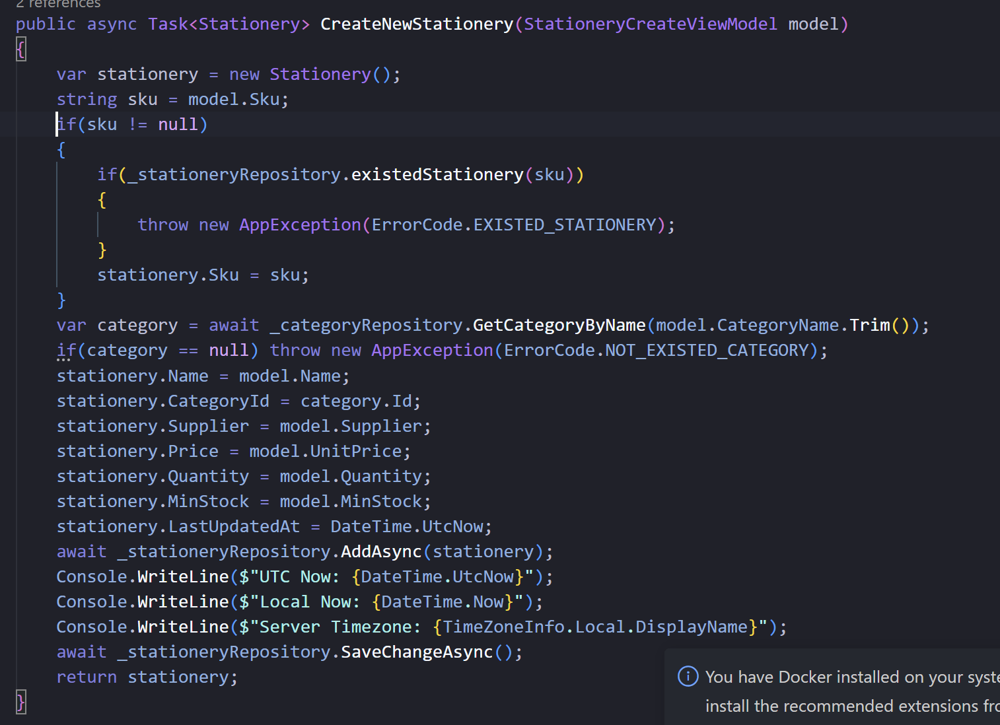 2 references
public async Task<Stationery> CreateNewStationery(StationeryCreateViewModel model)
{
    var stationery = new Stationery();
    string sku = model.Sku;
    if(sku != null)
    {
        if(_stationeryRepository.existedStationery(sku))
        {
            throw new AppException(ErrorCode.EXISTED_STATIONERY);
        }
        stationery.Sku = sku;
    }
    var category = await _categoryRepository.GetCategoryByName(model.CategoryName.Trim());
    if(category == null) throw new AppException(ErrorCode.NOT_EXISTED_CATEGORY);
    stationery.Name = model.Name;
    stationery.CategoryId = category.Id;
    stationery.Supplier = model.Supplier;
    stationery.Price = model.UnitPrice;
    stationery.Quantity = model.Quantity;
    stationery.MinStock = model.MinStock;
    stationery.LastUpdatedAt = DateTime.UtcNow;
    await _stationeryRepository.AddAsync(stationery);
    Console.WriteLine($"UTC Now: {DateTime.UtcNow}");
    Console.WriteLine($"Local Now: {DateTime.Now}");
    Console.WriteLine($"Server Timezone: {TimeZoneInfo.Local.DisplayName}");
    await _stationeryRepository.SaveChangeAsync();
    return stationery;
}
You have Docker installed on your
install the recommended extensions